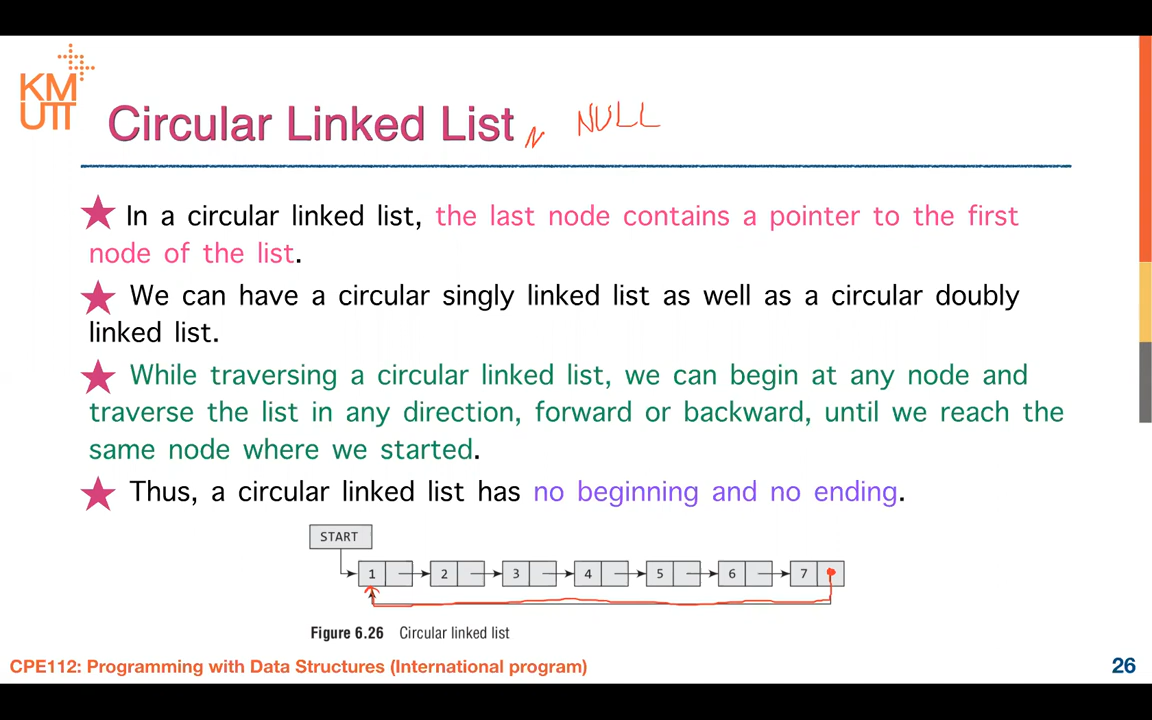 KM
UTT
Circular Linked List N NULL
In a circular linked list, the last node contains a pointer to the first
node of the list.
We can have a circular singly linked list as well as a circular doubly
linked list.
While traversing a circular linked list, we can begin at any node and
traverse the list in any direction, forward or backward, until we reach the
same node where we started.
Thus, a circular linked list has no beginning and no ending.
START
1 2 3 4 5 6 7
Figure 6.26 Circular linked list
CPE112: Programming with Data Structures (International program) 26